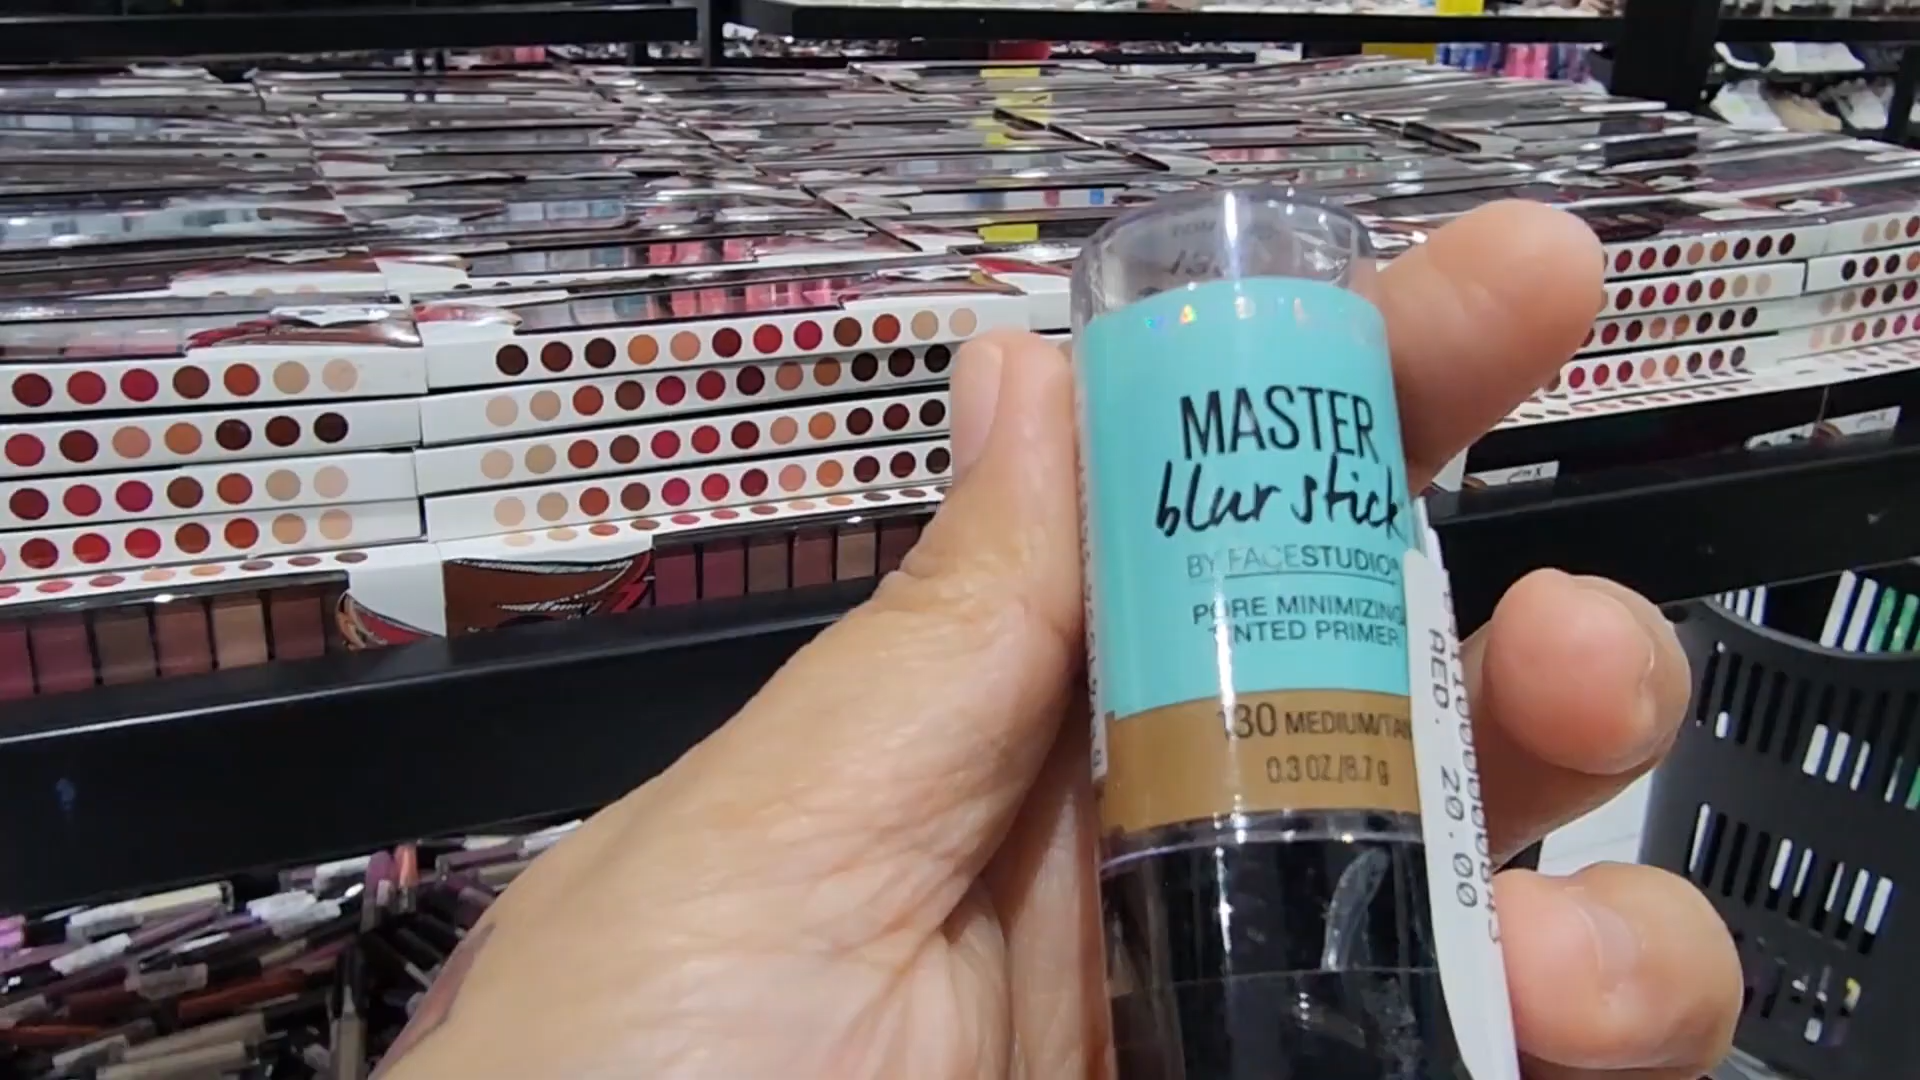 MASTER
blur stick
BY FACESTUDIO®
PORE MINIMIZING
TINTED PRIMER
130 MEDIUM/TAN
0.3 OZ./8.7 g
AED. 20.00